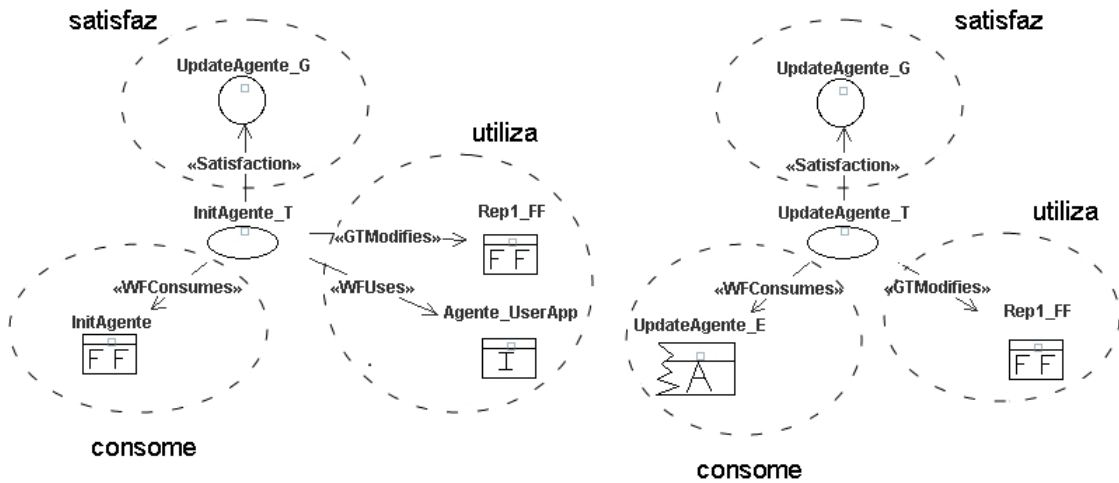 satisfaz
UpdateAgente_G
«Satisfaction»
utiliza
InitAgente_T
Rep1_FF
«GTModifies»
F F
«WFConsumes»
«WFUses»
InitAgente
F F
Agente_UserApp
I
consome
satisfaz
UpdateAgente_G
«Satisfaction»
UpdateAgente_T
utiliza
«WFConsumes»
«GTModifies»
UpdateAgente_E
A
Rep1_FF
F F
consome